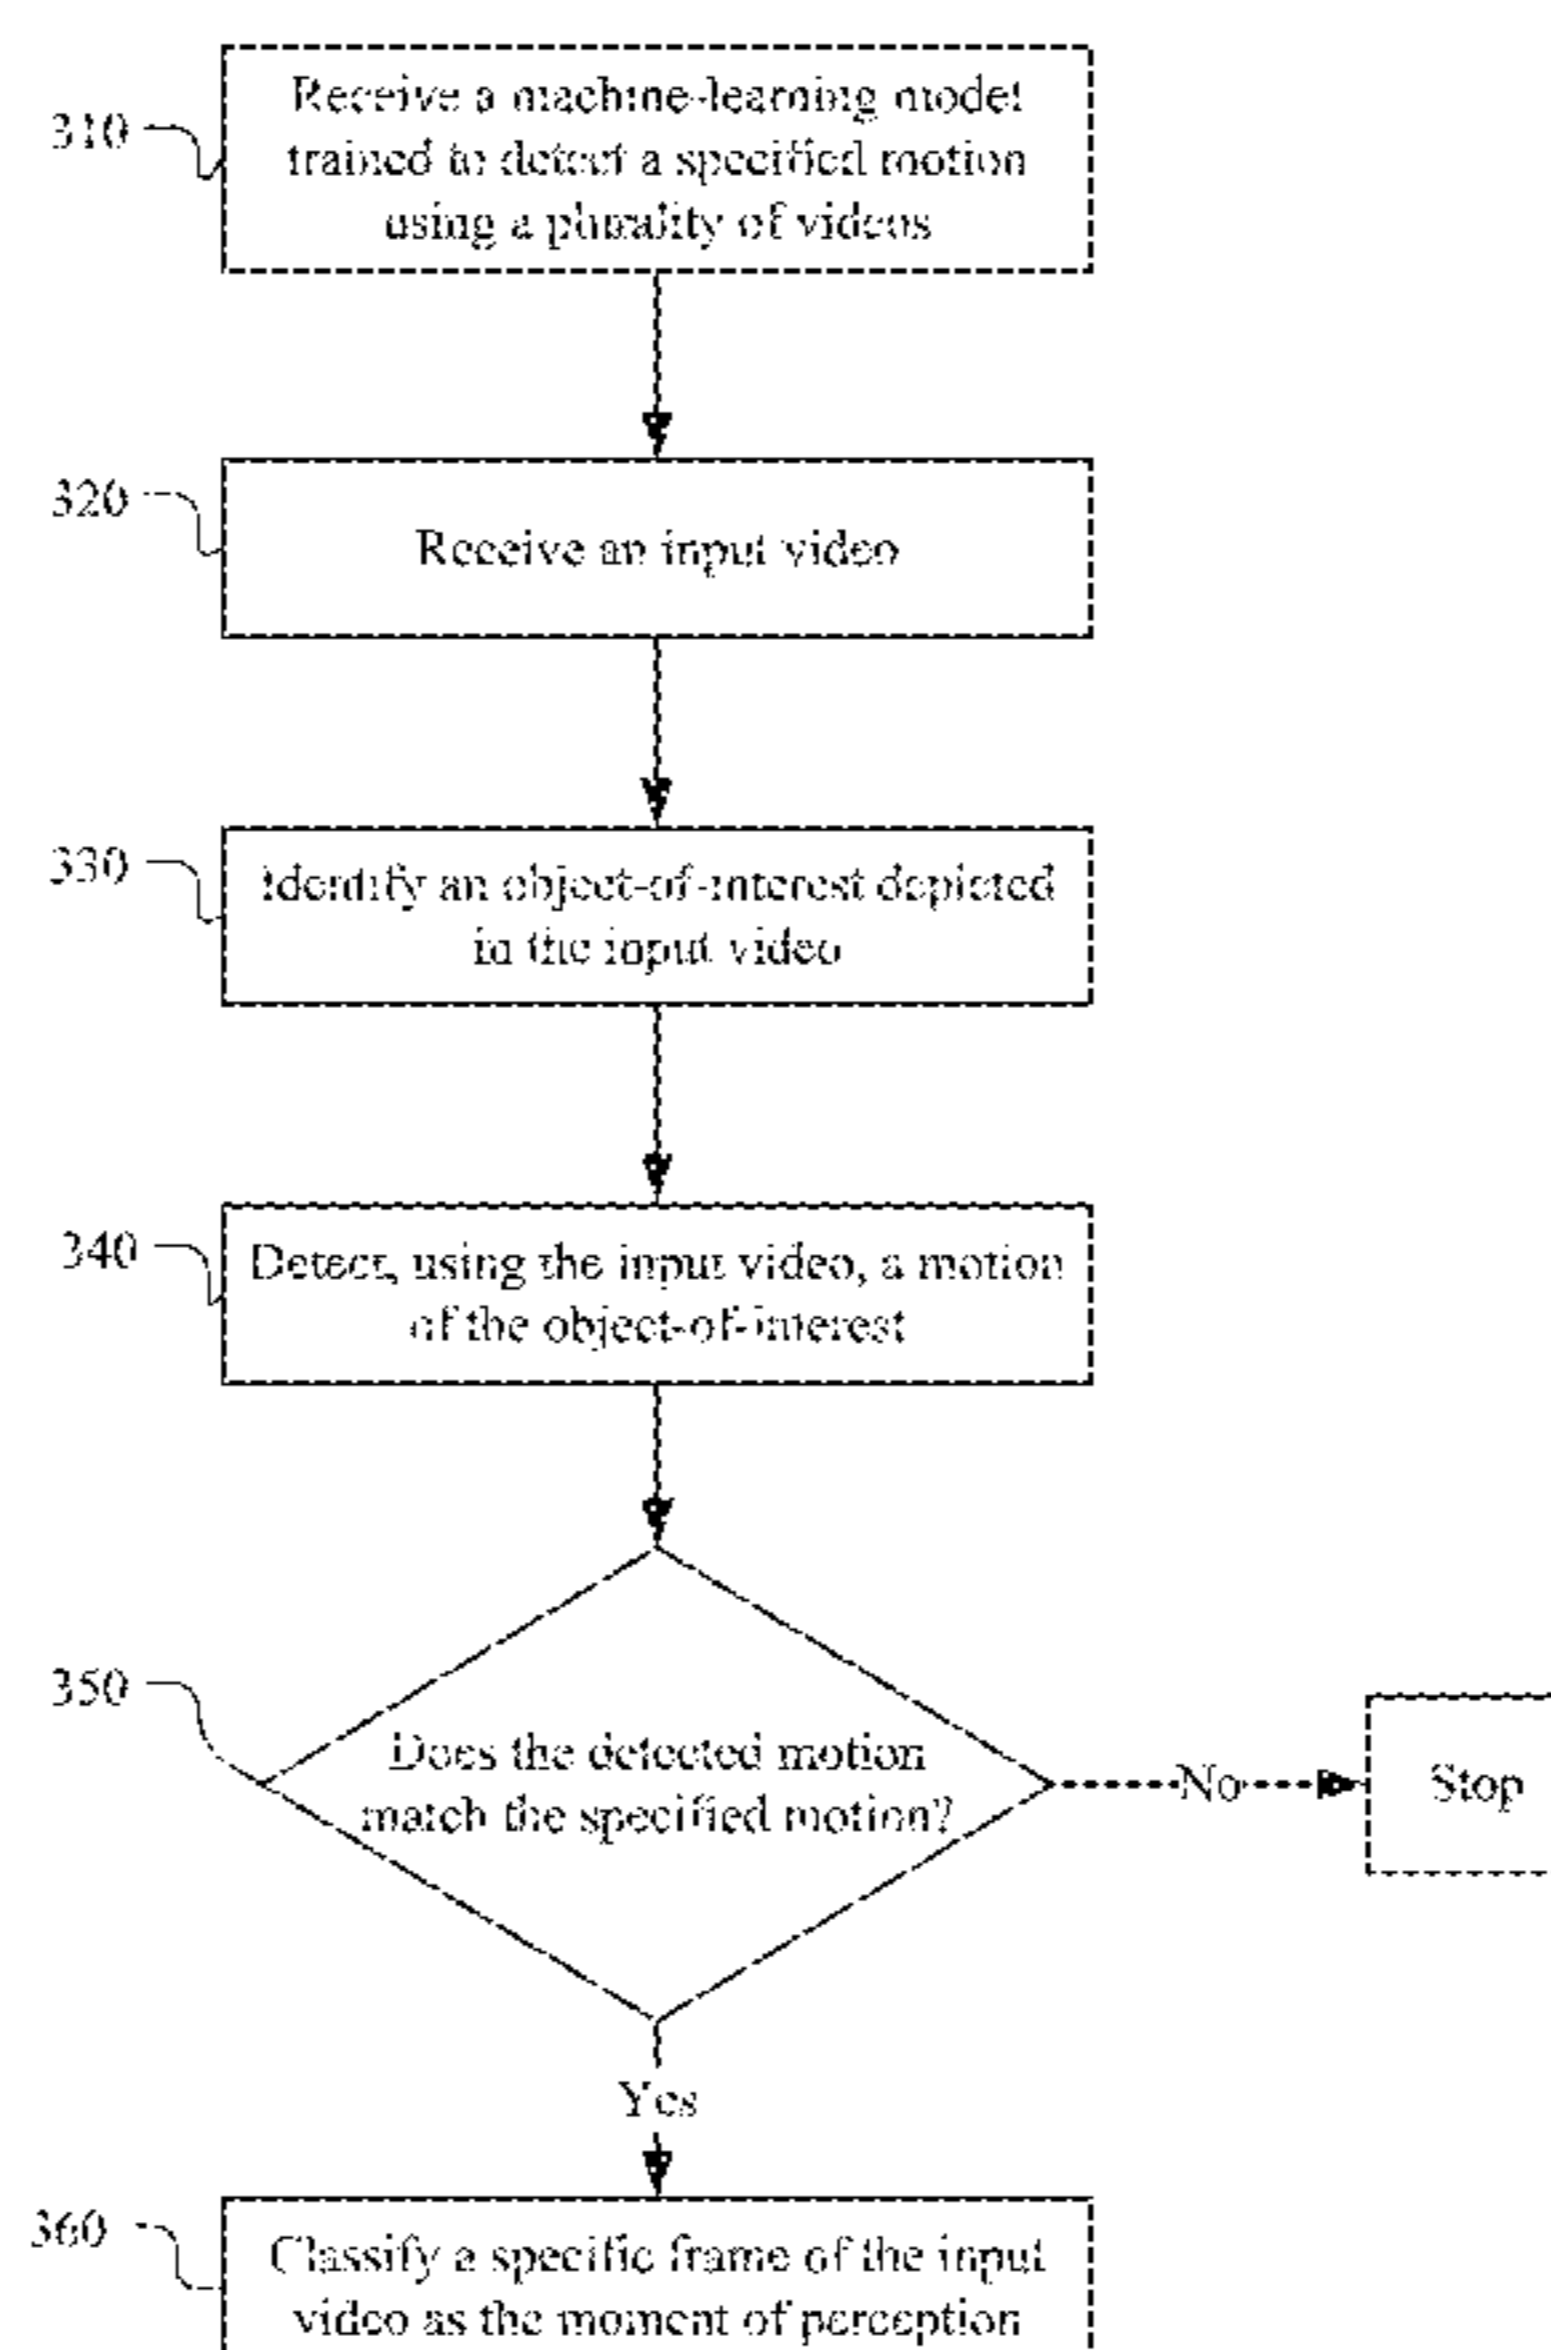 310
Receive a machine-learning model
trained to detect a specified motion
using a plurality of videos
320
Receive an input video
330
Identify an object-of-interest depicted
in the input video
340
Detect, using the input video, a motion
of the object-of-interest
350
Does the detected motion
match the specified motion?
No
Stop
Yes
360
Classify a specific frame of the input
video as the moment of perception